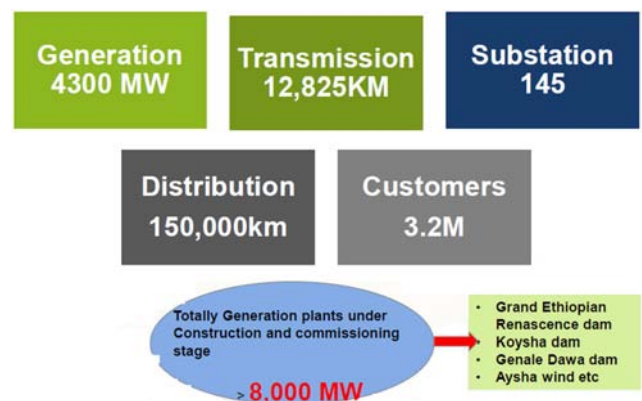 Generation
4300 MW
Transmission
12,825KM
Substation
145
Distribution
150,000km
Customers
3.2M
Totally Generation plants under
Construction and commissioning
stage
> 8,000 MW
• Grand Ethiopian
Renascence dam
• Koysha dam
• Genale Dawa dam
• Aysha wind etc